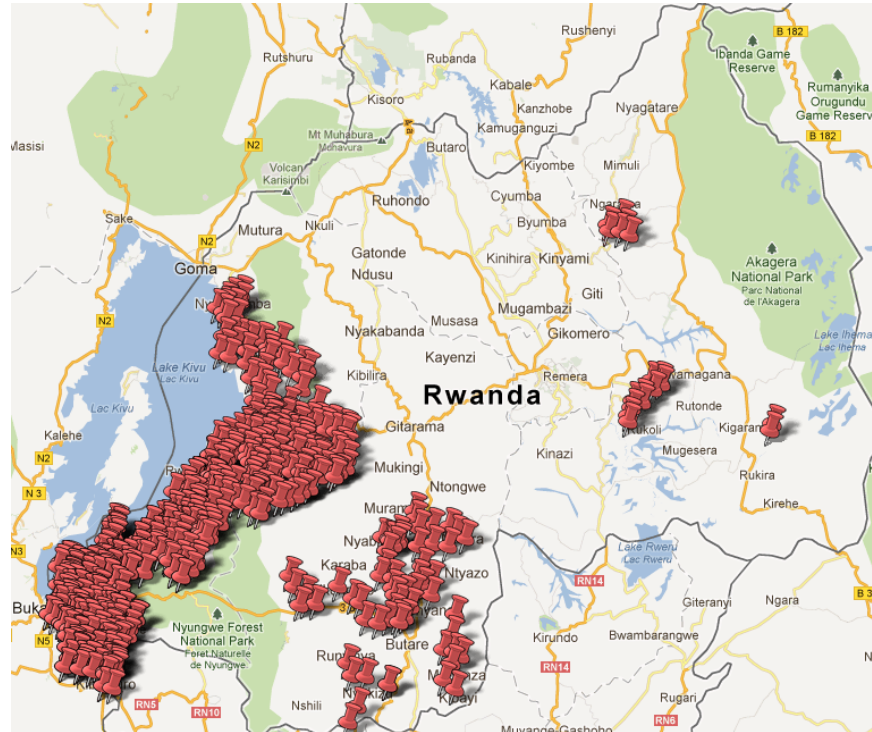 B 182
Rushenyi
Ibanda Game
Reserve
Rutshuru
Rubanda
Kabale
Rumanyika
Orugundu
Game Reserve
Kisoro
Kanzhobe
Nyagatare
Kamuganguzi
B 182
Masisi
N2
Mt Muhabura
Muhavura
A 8
Butaro
Volcan
Karisimbi
Kiyombe
Mimuli
Ruhondo
Cyumba
Sake
Nkuli
Byumba
Mutura
N2
Gatonde
Kinihira
Kinyami
Akagera
National Park
Parc National
de l'Akagera
Goma
Ndusu
Giti
Mugambazi
N2
Musasa
Nyakabanda
Gikomero
Lake Ihema
Lac Ihema
Kayenzi
Lake Kivu
Lac Kivu
Kibilira
Remera
Rwanda
Lac Kivu
Rutonde
Kalehe
Gitarama
Kigarama
Kinazi
Mugesera
N2
Mukingi
Rukira
N 3
Ntongwe
Kirehe
N3
Karaba
Ntyazo
Lake Rweru
Lac Rweru
RN14
B 3
Giteranyi
Ngara
Nyungwe Forest
National Park
Foret Naturelle
de Nyungwe
N5
Butare
Kirundo
Bwambarangwe
RN14
Nshili
Rugari
RN5
RN10
RN6
Muyange-Gashoho